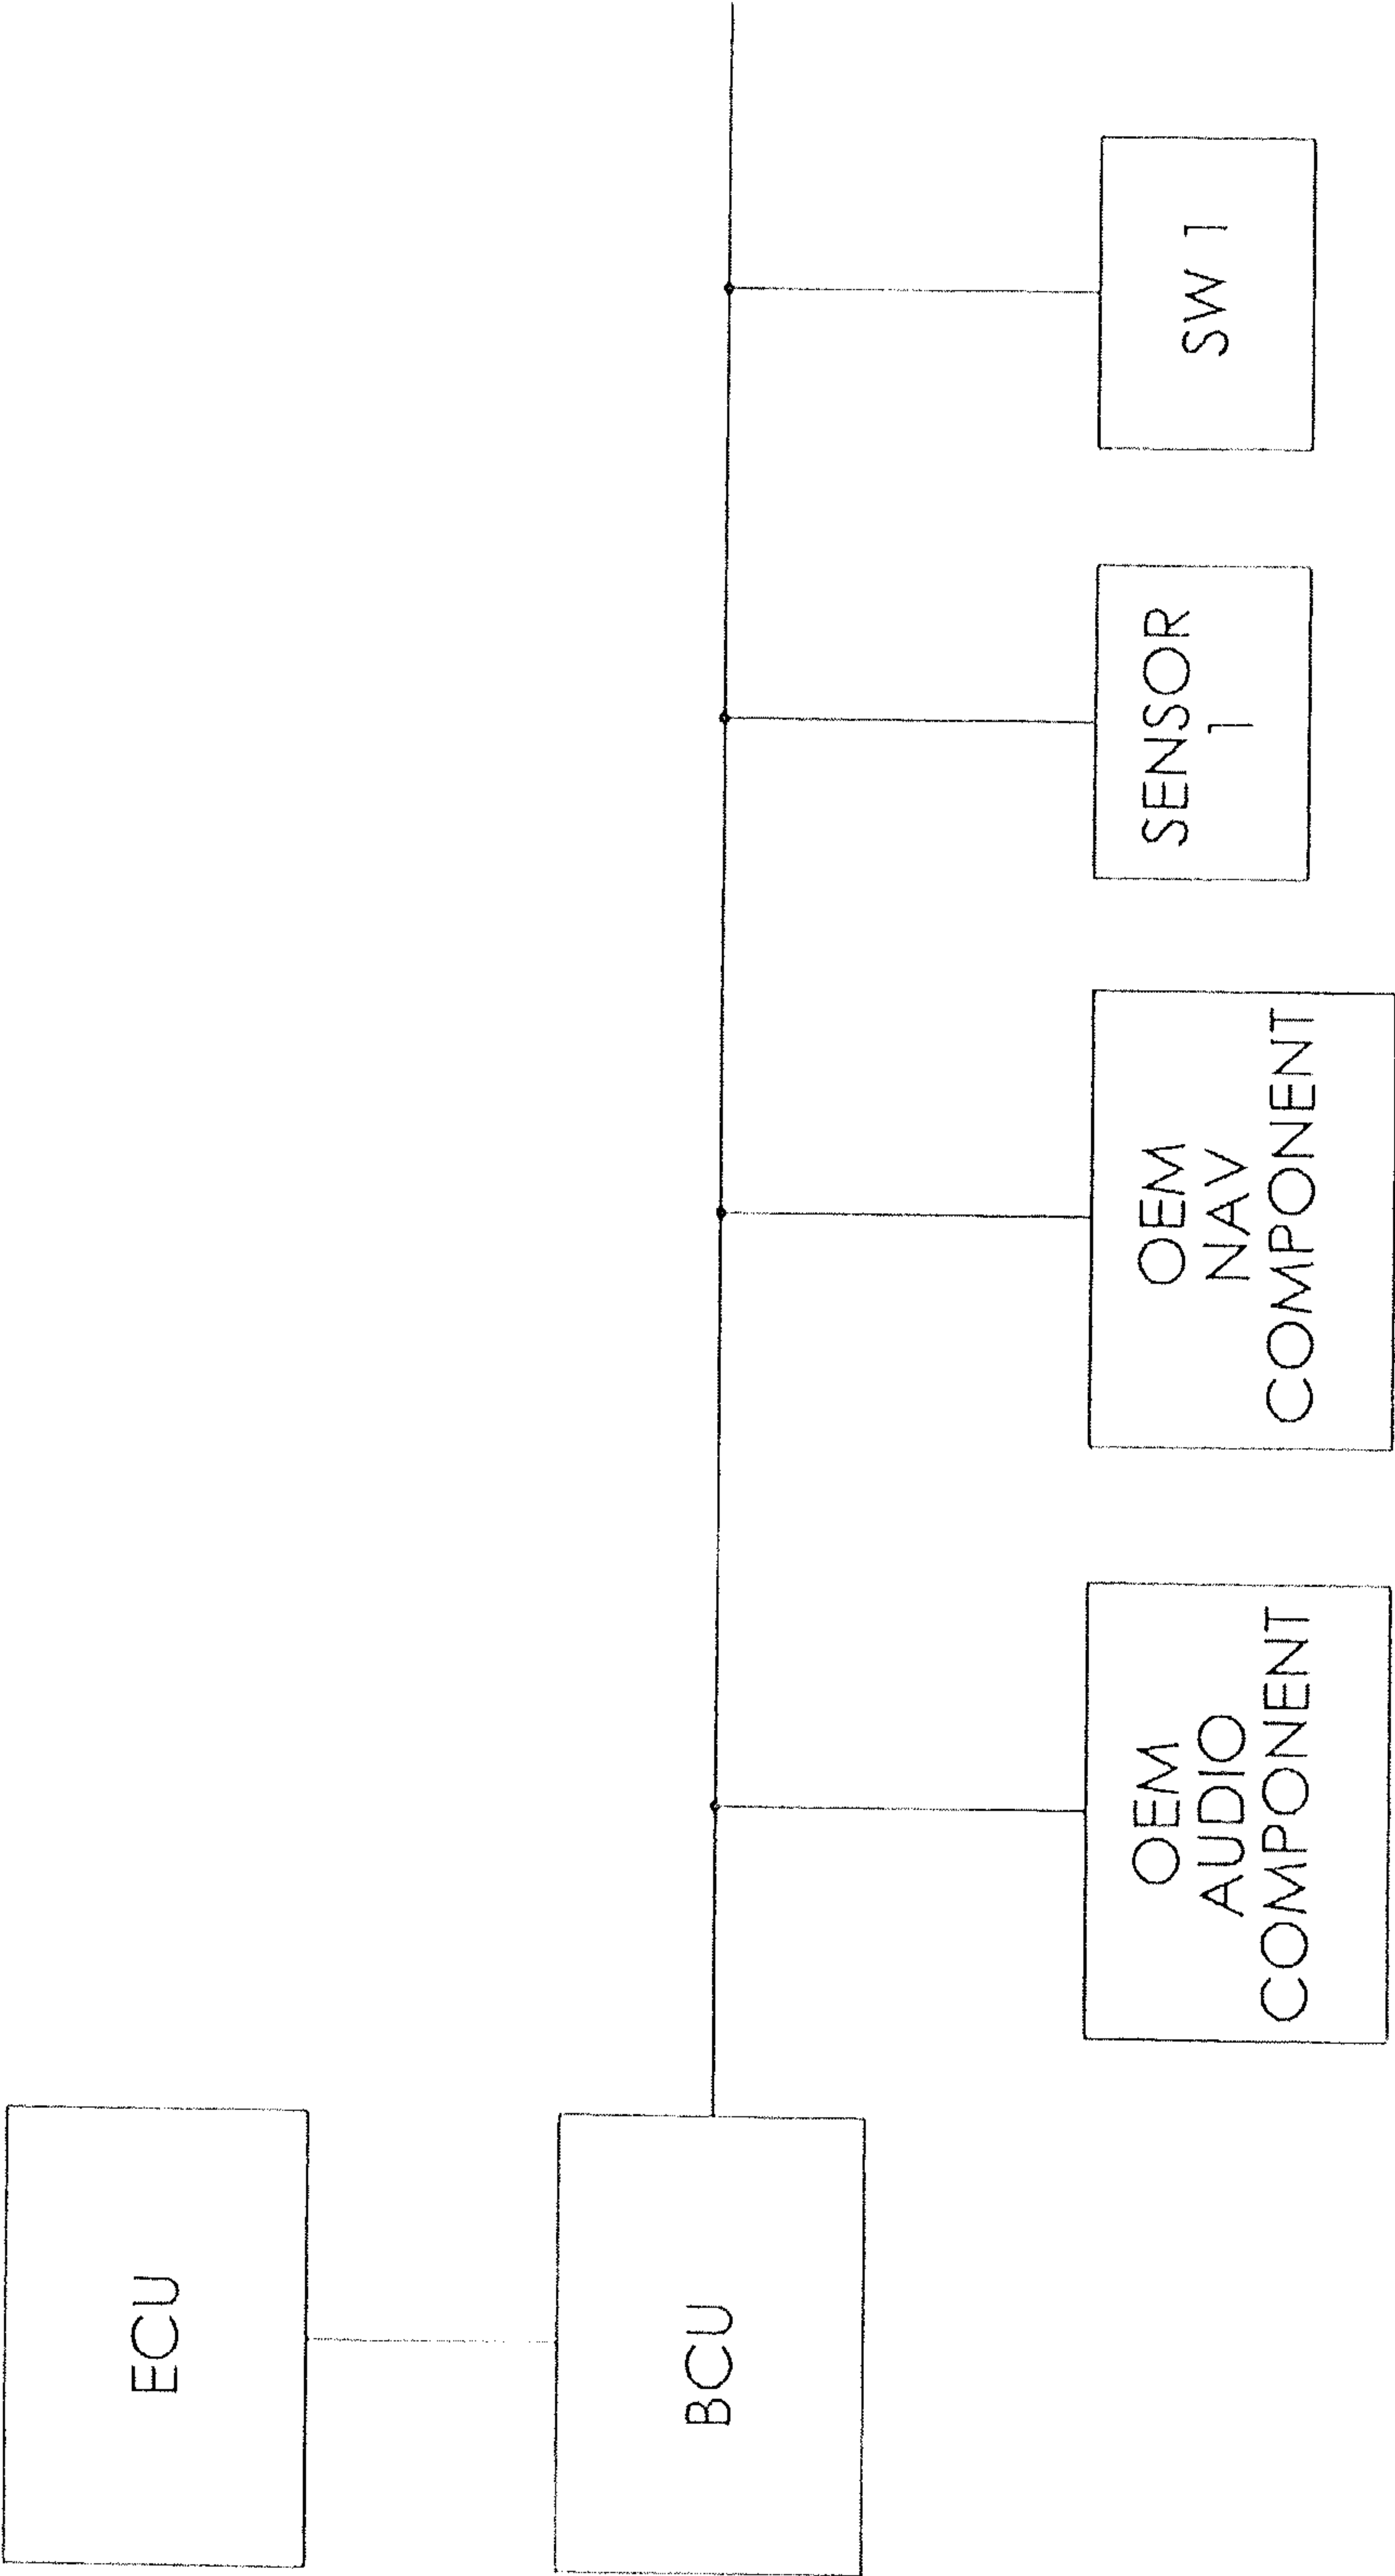 ECU
BCU
OEM
AUDIO
COMPONENT
OEM
NAV
COMPONENT
SENSOR
1
SW 1